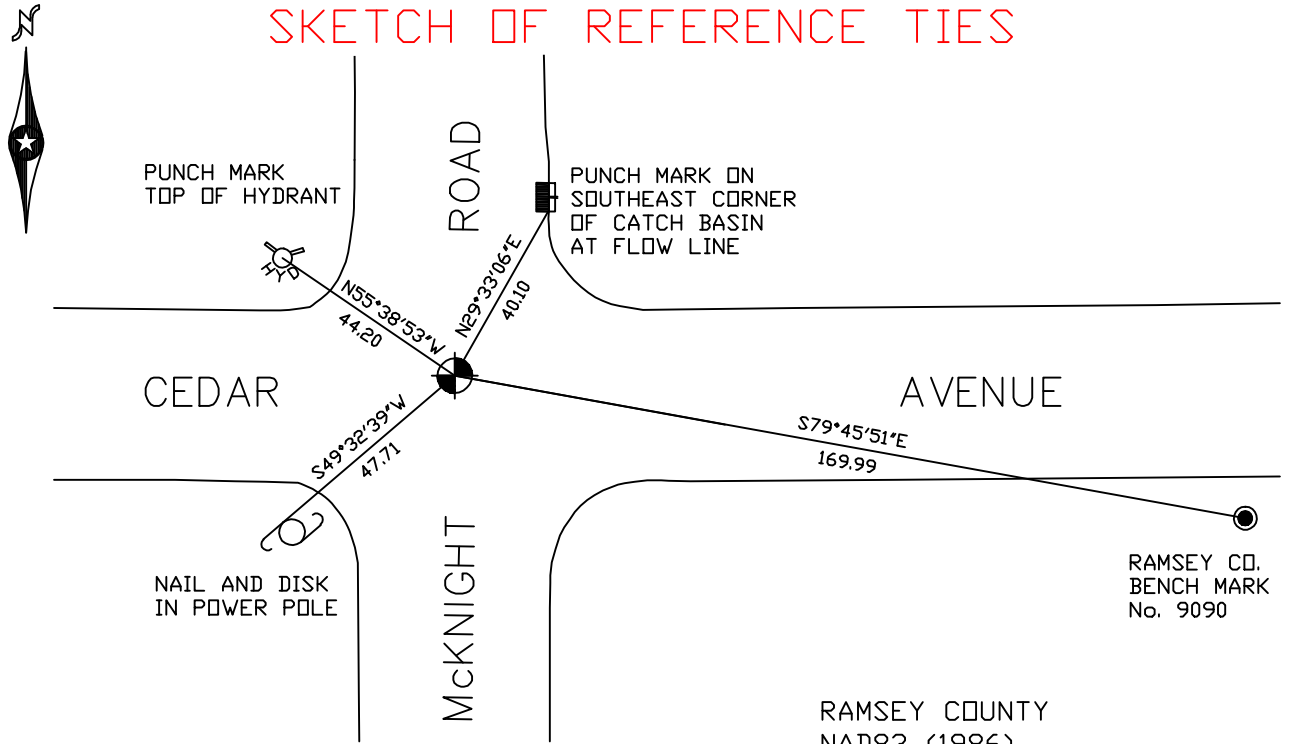 N
SKETCH OF REFERENCE TIES
PUNCH MARK
TOP OF HYDRANT
ROAD
PUNCH MARK ON
SOUTHEAST CORNER
OF CATCH BASIN
AT FLOW LINE
HYD
N55°38'53"W
44.20
N29°33'06"E
40.10
CEDAR
AVENUE
S49°32'39"W
47.71
S79°45'51"E
169.99
NAIL AND DISK
IN POWER POLE
McKNIGHT
RAMSEY CO.
BENCH MARK
No. 9090
RAMSEY COUNTY
NAD83 (1986)